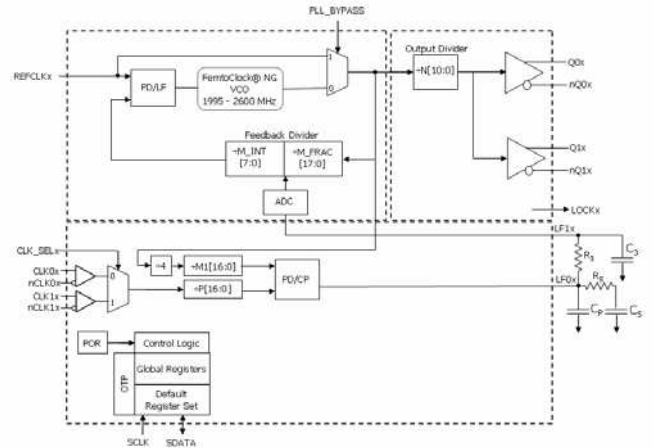 PLL_BYPASS
REFCLKx
PD/LF
FemtoClock® NG
VCO
1995 - 2600 MHz
1
0
Output Divider
÷N[10:0]
Q0x
nQ0x
Q1x
nQ1x
Feedback Divider
÷M_INT
[7:0]
÷M_FRAC
[17:0]
ADC
LOCKx
LF1x
CLK_SELx
CLK0x
nCLK0x
CLK1x
nCLK1x
0
1
÷4
÷M1[16:0]
÷P[16:0]
PD/CP
LF0x
R3
C3
RS
CP
CS
POR
Control Logic
OTP
Global Registers
Default
Register Set
SCLK
SDATA